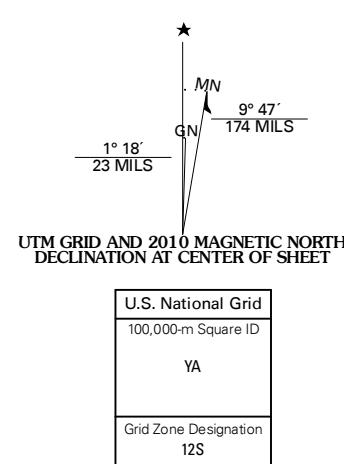 MN
9° 47´
174 MILS
GN
1° 18´
23 MILS
UTM GRID AND 2010 MAGNETIC NORTH
DECLINATION AT CENTER OF SHEET
U.S. National Grid
100,000-m Square ID
YA
Grid Zone Designation
12S